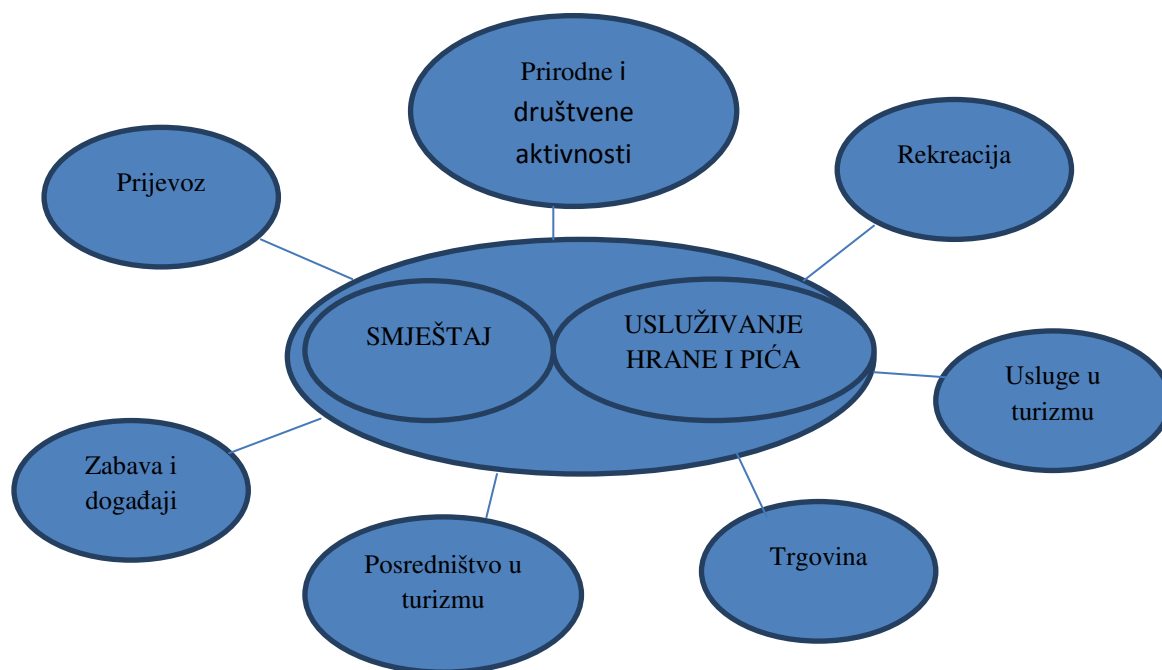 Prirodne i
društvene
aktivnosti
Rekreacija
Prijevoz
SMJEŠTAJ
USLUŽIVANJE
HRANE I PIĆA
Usluge u
turizmu
Zabava i
događaji
Posredništvo u
turizmu
Trgovina